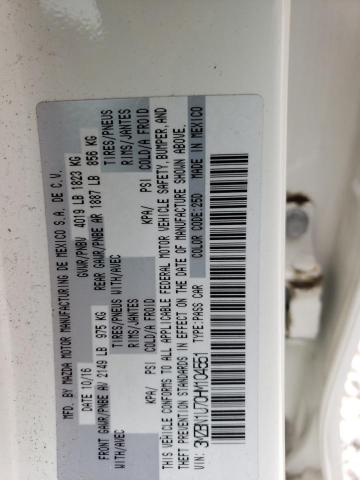 MFD. BY MAZDA MOTOR MANUFACTURING DE MEXICO S.A. DE C.V.
DATE: 10/16 GVWR/PNBV 4019 LB 1823 KG
FRONT GAWR/PNBE AV 2149 LB 975 KG REAR GAWR/PNBE AR 1887 LB 856 KG
WITH/AVEC TIRES/PNEUS WITH/AVEC TIRES/PNEUS
RIMS/JANTES RIMS/JANTES
KPA/ PSI COLD/A FROID KPA/ PSI COLD/A FROID
THIS VEHICLE CONFORMS TO ALL APPLICABLE FEDERAL MOTOR VEHICLE SAFETY, BUMPER, AND
THEFT PREVENTION STANDARDS IN EFFECT ON THE DATE OF MANUFACTURE SHOWN ABOVE.
VIN: 3MZBN1U70HM104551 TYPE:PASS CAR COLOR CODE:25D MADE IN MEXICO